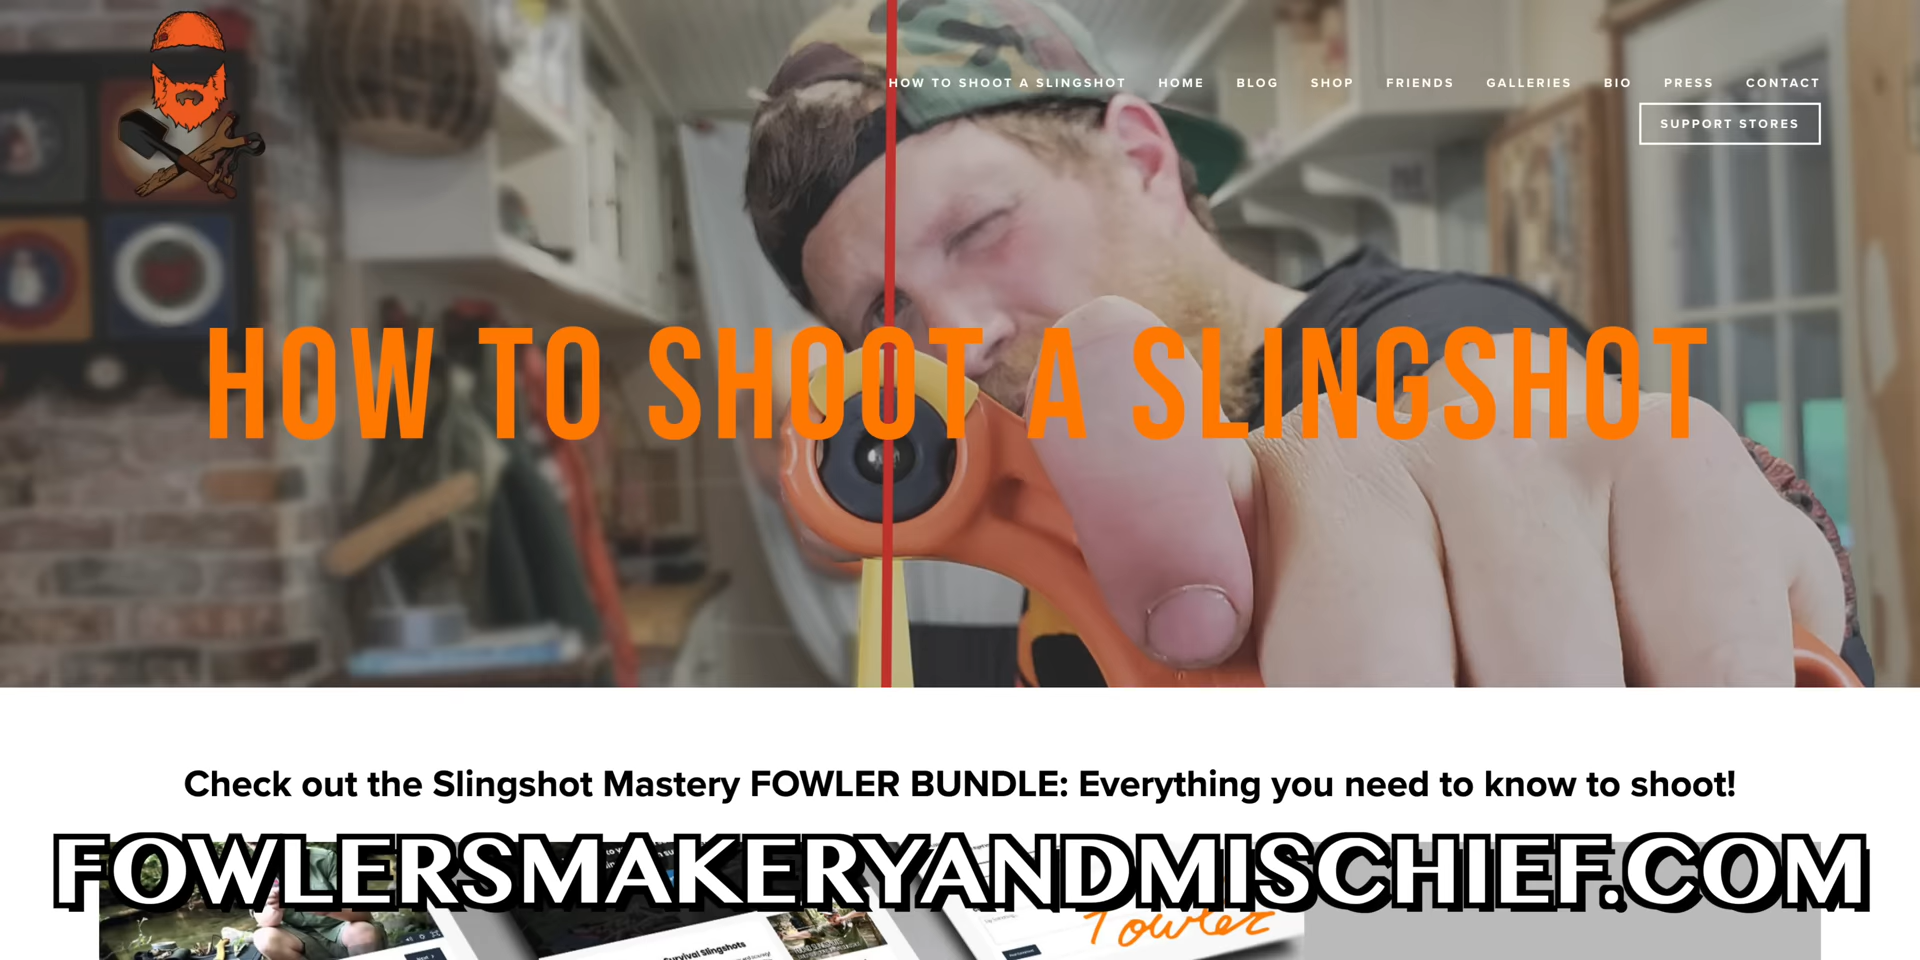 HOW TO SHOOT A SLINGSHOT HOME BLOG SHOP FRIENDS GALLERIES BIO PRESS CONTACT
SUPPORT STORES
HOW TO SHOOT A SLINGSHOT
Check out the Slingshot Mastery FOWLER BUNDLE: Everything you need to know to shoot!
FOWLERSMAKERYANDMISCHIEF.COM
Fowler
Survival Slingshots